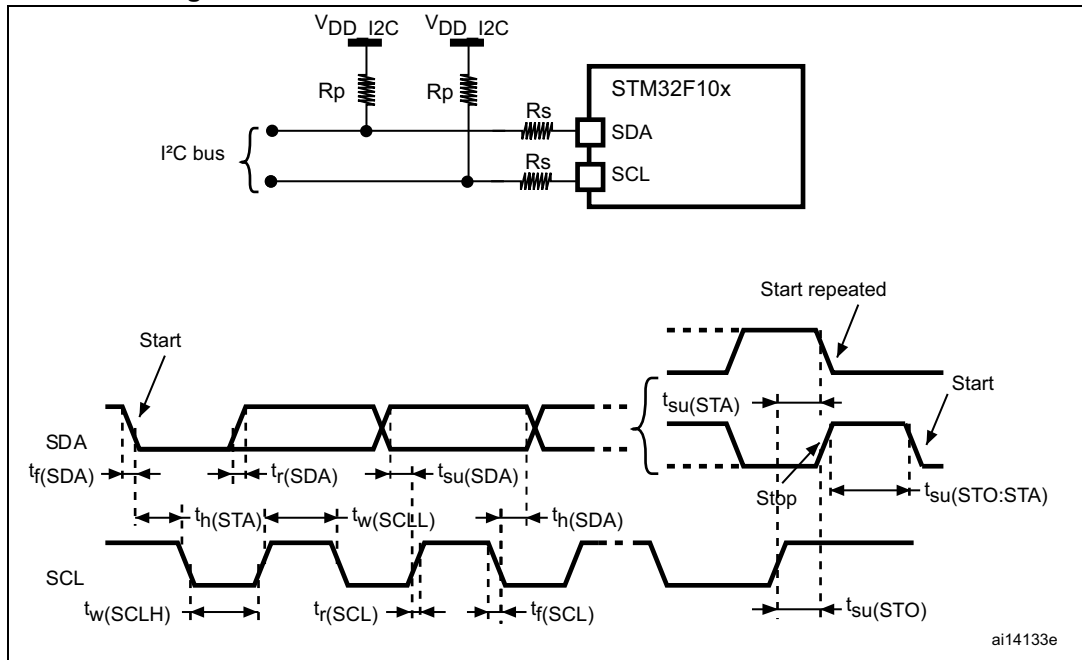 VDD_I2C VDD_I2C
Rp Rp
STM32F10x
Rs
SDA
I²C bus
Rs
SCL
Start repeated
Start
Start
tsu(STA)
SDA
tf(SDA) tr(SDA) tsu(SDA)
Stop
tsu(STO:STA)
th(STA) tw(SCLL) th(SDA)
SCL
tw(SCLH) tr(SCL) tf(SCL) tsu(STO)
ai14133e